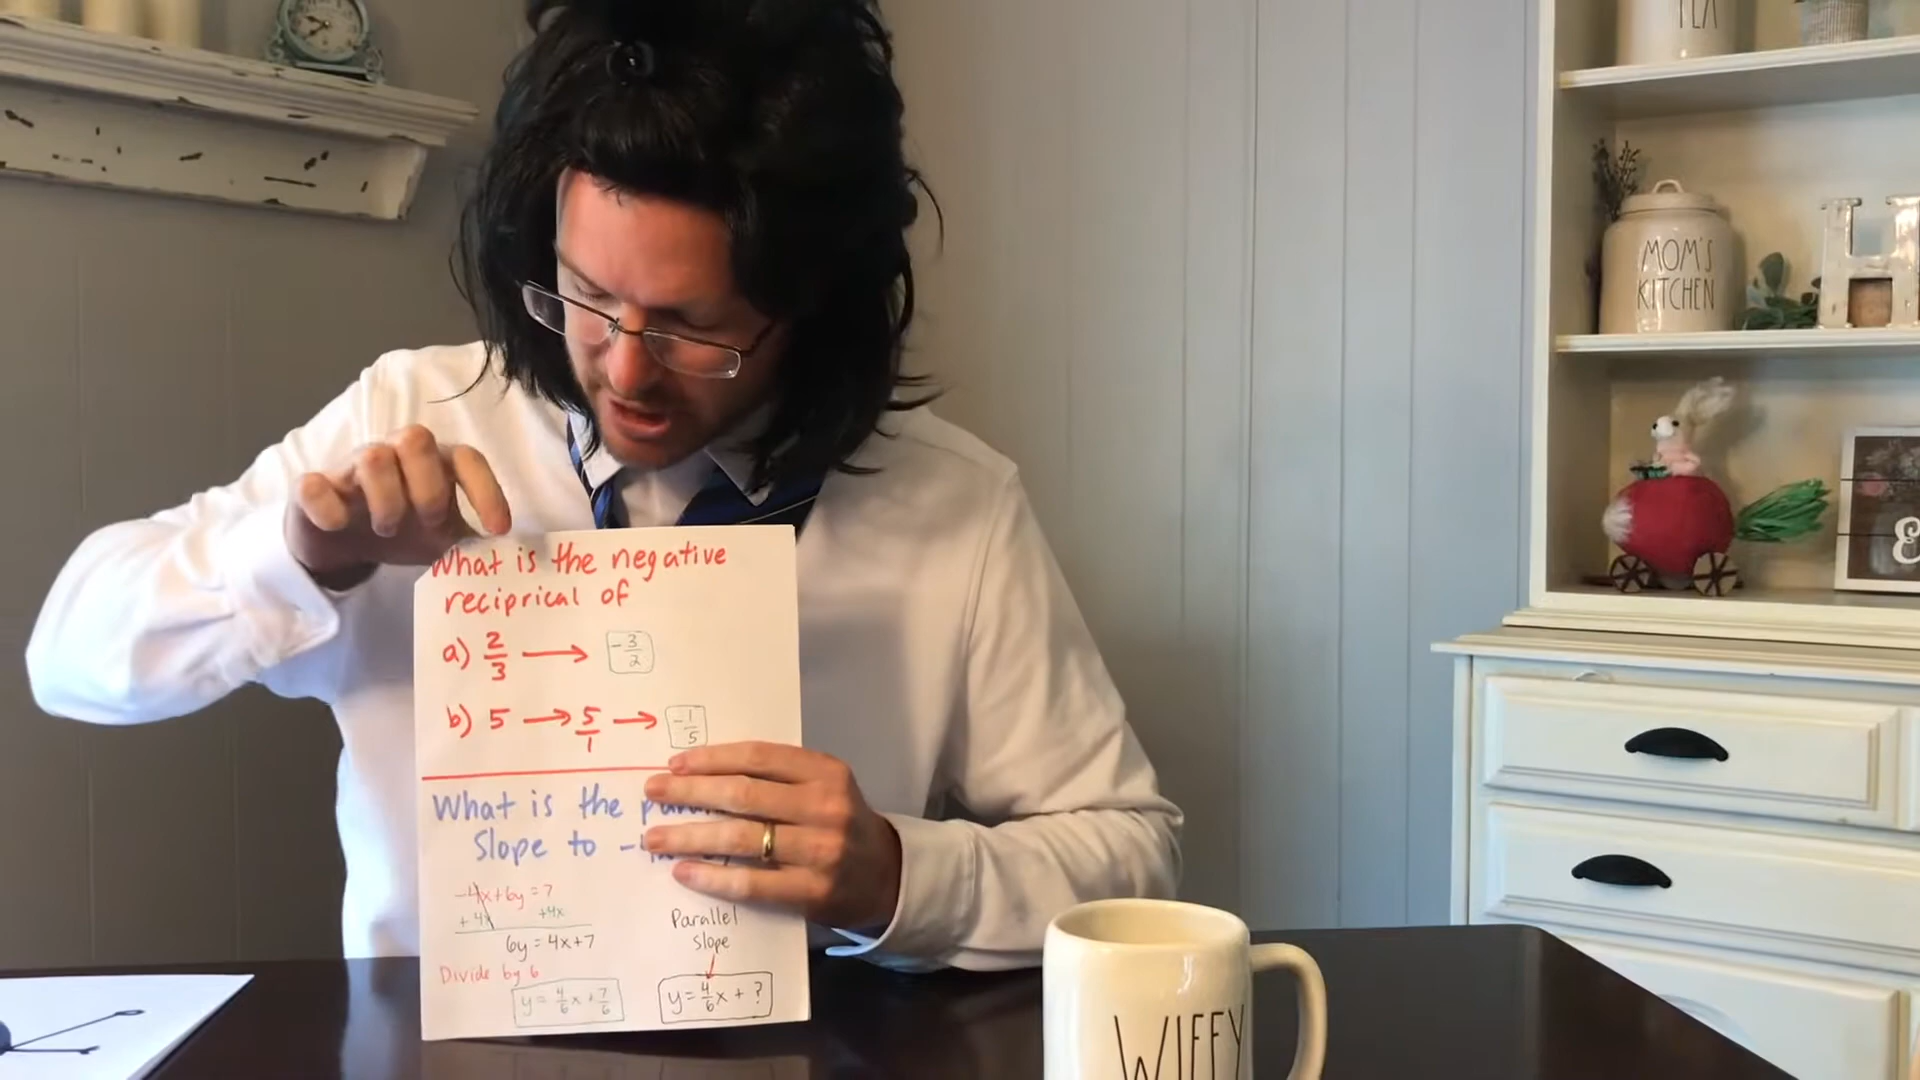 TEA
MOM'S
KITCHEN
H
What is the negative
reciprical of
a) 2/3 → -3/2
b) 5 → 5/1 → -1/5
What is the
Slope to
-4x+6y=7
+4x +4x
6y=4x+7
Divide by 6
y=4/6x+7/6
Parallel
slope
y=4/6x+?
WIFEY